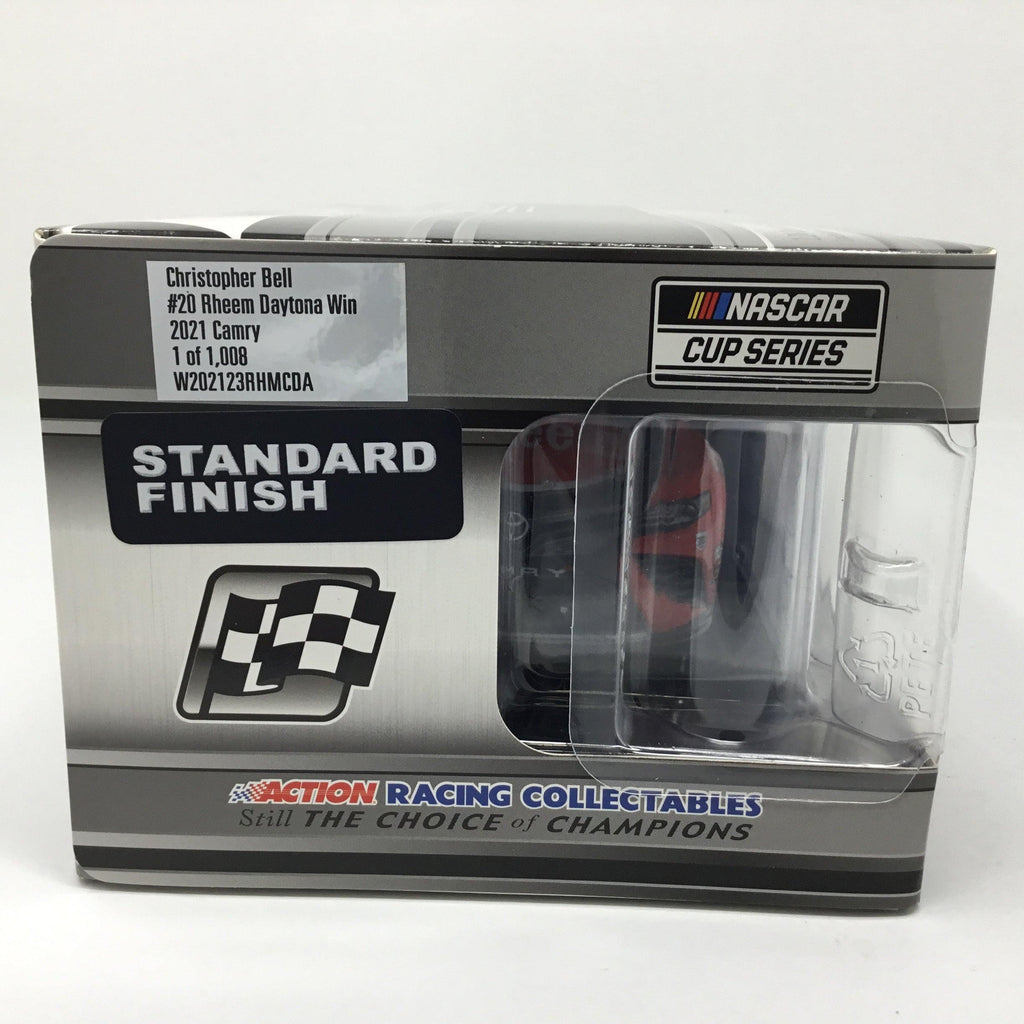 Christopher Bell
#20 Rheem Daytona Win
2021 Camry
1 of 1,008
W202123RHMCDA
NASCAR
CUP SERIES
STANDARD
FINISH
ACTION RACING COLLECTABLES
Still THE CHOICE of CHAMPIONS
PETE